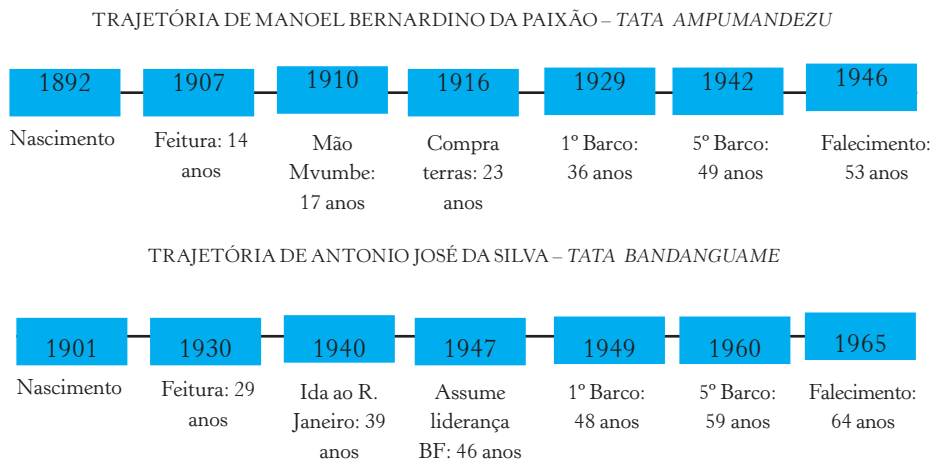 TRAJETÓRIA DE MANOEL BERNARDINO DA PAIXÃO – TATA AMPUMANDEZU
1892 1907 1910 1916 1929 1942 1946
Nascimento Feitura: 14 Mão Compra 1º Barco: 5º Barco: Falecimento:
anos Mvumbe: terras: 23 36 anos 49 anos 53 anos
17 anos anos
TRAJETÓRIA DE ANTONIO JOSÉ DA SILVA – TATA BANDANGUAME
1901 1930 1940 1947 1949 1960 1965
Nascimento Feitura: 29 Ida ao R. Assume 1º Barco: 5º Barco: Falecimento:
anos Janeiro: 39 liderança 48 anos 59 anos 64 anos
anos BF: 46 anos